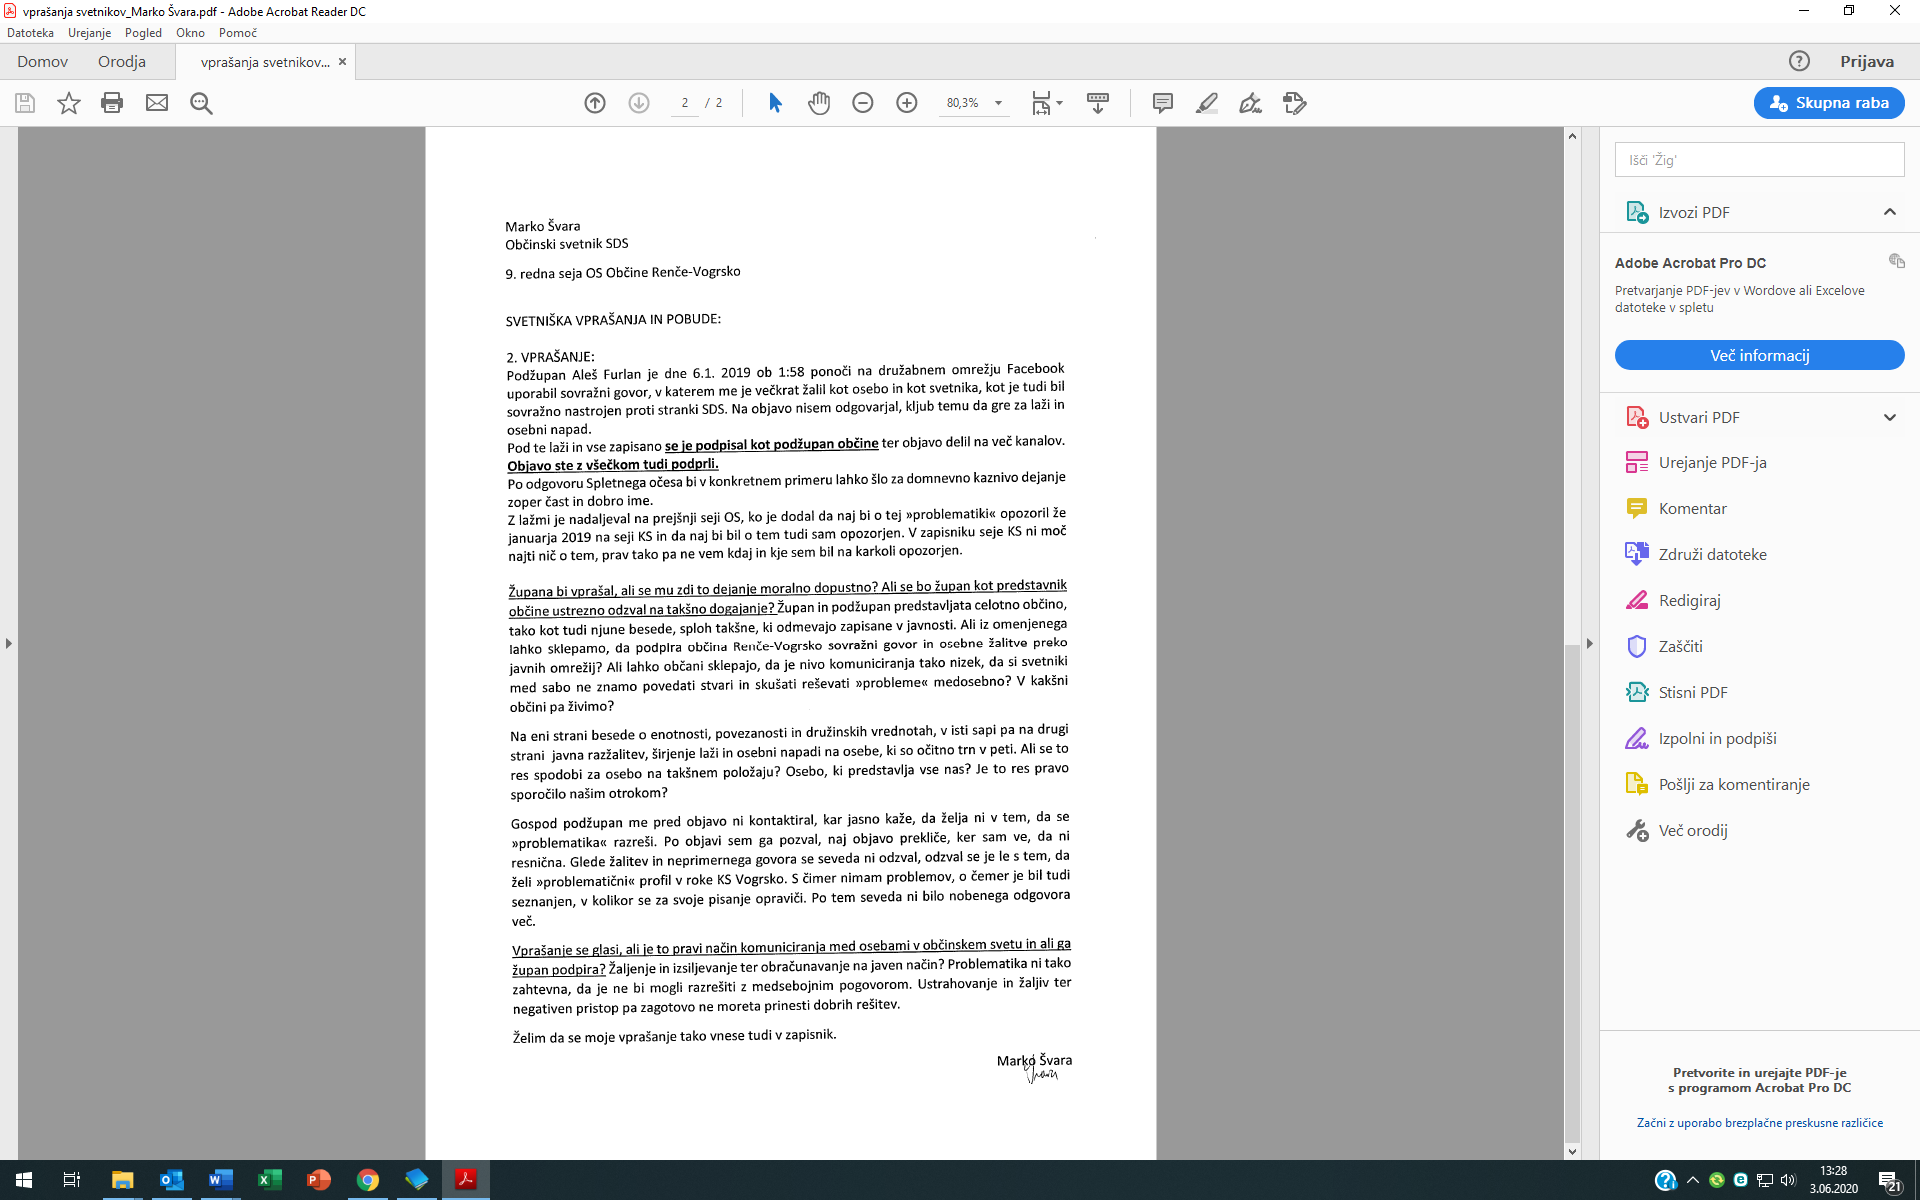 vprašanja svetnikov_Marko Švara.pdf - Adobe Acrobat Reader DC
Datoteka Urejanje Pogled Okno Pomoč
Domov Orodja vprašanja svetnikov... Prijava
2 / 2 80,3% Skupna raba
Marko Švara
Občinski svetnik SDS
9. redna seja OS Občine Renče-Vogrsko
SVETNIŠKA VPRAŠANJA IN POBUDE:
2. VPRAŠANJE:
Podžupan Aleš Furlan je dne 6.1. 2019 ob 1:58 ponoči na družabnem omrežju Facebook
uporabil sovražni govor, v katerem me je večkrat žalil kot osebo in kot svetnika, kot je tudi bil
sovražno nastrojen proti stranki SDS. Na objavo nisem odgovarjal, kljub temu da gre za laži in
osebni napad.
Pod te laži in vse zapisano se je podpisal kot podžupan občine ter objavo delil na več kanalov.
Objavo ste z všečkom tudi podprli.
Po odgovoru Spletnega očesa bi v konkretnem primeru lahko šlo za domnevno kaznivo dejanje
zoper čast in dobro ime.
Z lažmi je nadaljeval na prejšnji seji OS, ko je dodal da naj bi o tej »problematiki« opozoril že
januarja 2019 na seji KS in da naj bi bil o tem tudi sam opozorjen. V zapisniku seje KS ni moč
najti nič o tem, prav tako pa ne vem kdaj in kje sem bil na karkoli opozorjen.
Župana bi vprašal, ali se mu zdi to dejanje moralno dopustno? Ali se bo župan kot predstavnik
občine ustrezno odzval na takšno dogajanje? Župan in podžupan predstavljata celotno občino,
tako kot tudi njune besede, sploh takšne, ki odmevajo zapisane v javnosti. Ali iz omenjenega
lahko sklepamo, da podpira občina Renče-Vogrsko sovražni govor in osebne žalitve preko
javnih omrežij? Ali lahko občani sklepajo, da je nivo komuniciranja tako nizek, da si svetniki
med sabo ne znamo povedati stvari in skušati reševati »probleme« medosebno? V kakšni
občini pa živimo?
Na eni strani besede o enotnosti, povezanosti in družinskih vrednotah, v isti sapi pa na drugi
strani javna razžalitev, širjenje laži in osebni napadi na osebe, ki so očitno trn v peti. Ali se to
res spodobi za osebo na takšnem položaju? Osebo, ki predstavlja vse nas? Je to res pravo
sporočilo našim otrokom?
Gospod podžupan me pred objavo ni kontaktiral, kar jasno kaže, da želja ni v tem, da se
»problematika« razreši. Po objavi sem ga pozval, naj objavo prekliče, ker sam ve, da ni
resnična. Glede žalitev in neprimernega govora se seveda ni odzval, odzval se je le s tem, da
želi »problematični« profil v roke KS Vogrsko. S čimer nimam problemov, o čemer je bil tudi
seznanjen, v kolikor se za svoje pisanje opraviči. Po tem seveda ni bilo nobenega odgovora
več.
Vprašanje se glasi, ali je to pravi način komuniciranja med osebami v občinskem svetu in ali ga
župan podpira? Žaljenje in izsiljevanje ter obračunavanje na javen način? Problematika ni tako
zahtevna, da je ne bi mogli razrešiti z medsebojnim pogovorom. Ustrahovanje in žaljiv ter
negativen pristop pa zagotovo ne moreta prinesti dobrih rešitev.
Želim da se moje vprašanje tako vnese tudi v zapisnik.
Marko Švara
Išči 'Žig'
Izvozi PDF
Adobe Acrobat Pro DC
Pretvarjanje PDF-jev v Wordove ali Excelove
datoteke v spletu
Več informacij
Ustvari PDF
Urejanje PDF-ja
Komentar
Združi datoteke
Redigiraj
Zaščiti
Stisni PDF
Izpolni in podpiši
Pošlji za komentiranje
Več orodij
Pretvorite in urejajte PDF-je
s programom Acrobat Pro DC
Začni z uporabo brezplačne preskusne različice
13:28
3.06.2020
21